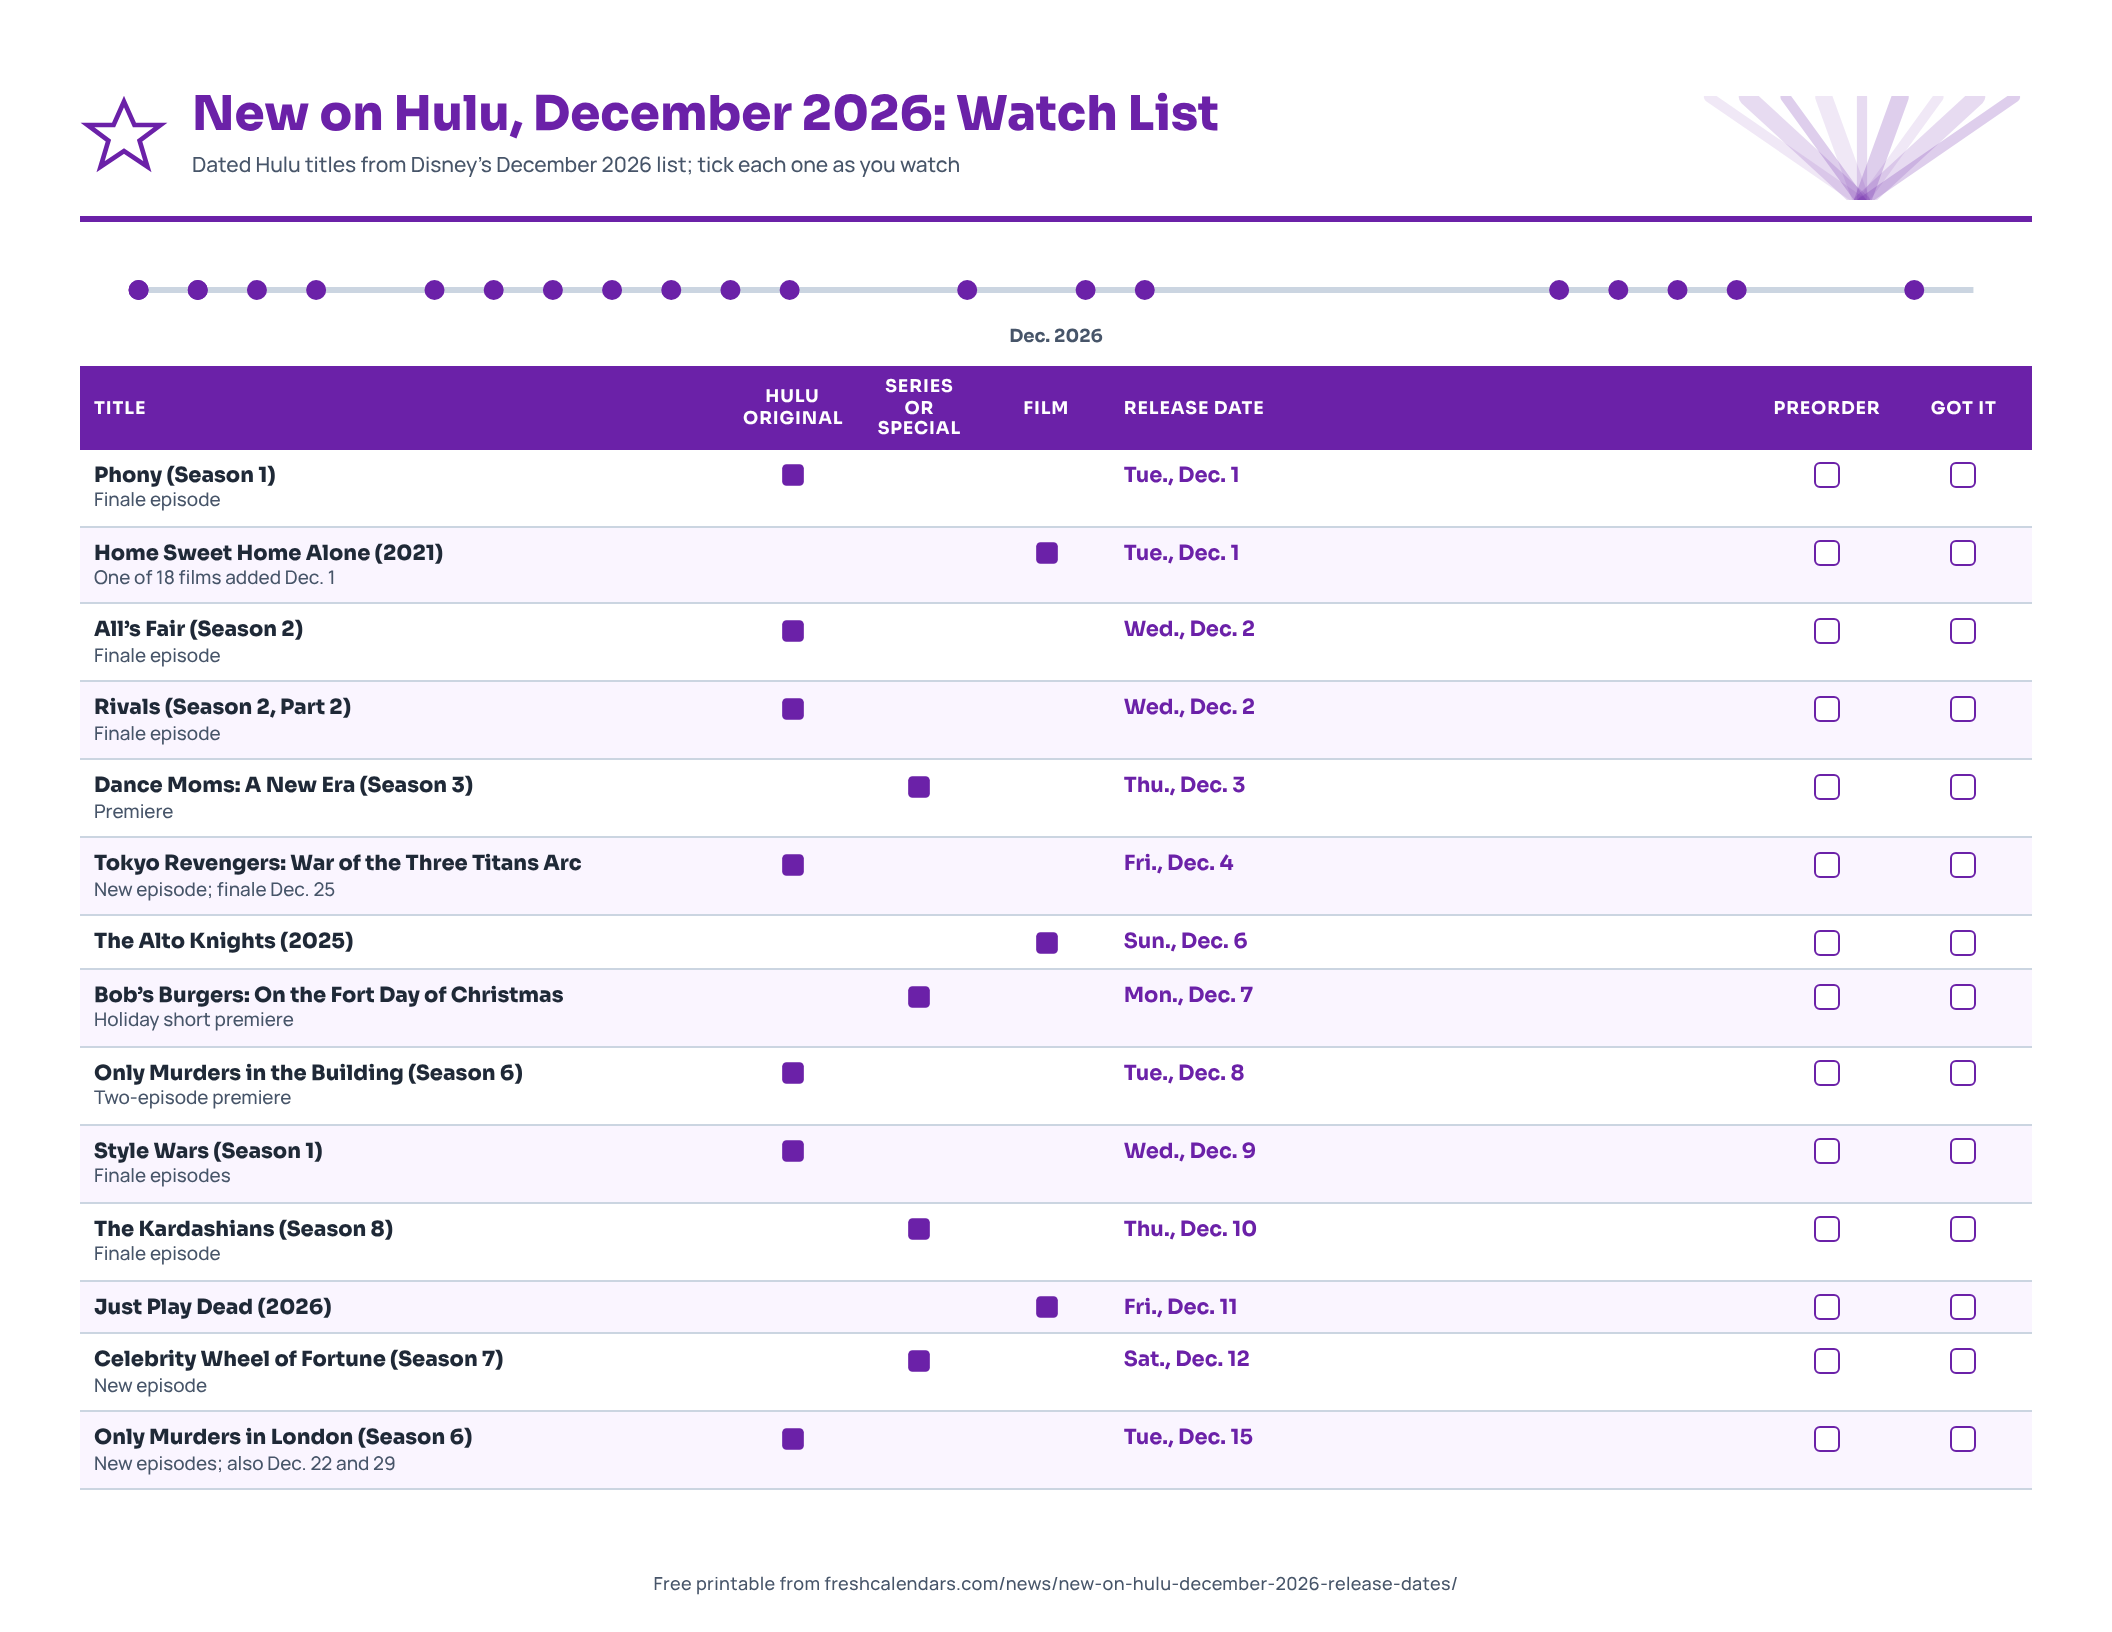 New on Hulu, December 2026: Watch List
Dated Hulu titles from Disney’s December 2026 list; tick each one as you watch
Dec. 2026
TITLE HULU ORIGINAL SERIES OR SPECIAL FILM RELEASE DATE PREORDER GOT IT
Phony (Season 1) Tue., Dec. 1
Finale episode
Home Sweet Home Alone (2021) Tue., Dec. 1
One of 18 films added Dec. 1
All’s Fair (Season 2) Wed., Dec. 2
Finale episode
Rivals (Season 2, Part 2) Wed., Dec. 2
Finale episode
Dance Moms: A New Era (Season 3) Thu., Dec. 3
Premiere
Tokyo Revengers: War of the Three Titans Arc Fri., Dec. 4
New episode; finale Dec. 25
The Alto Knights (2025) Sun., Dec. 6
Bob’s Burgers: On the Fort Day of Christmas Mon., Dec. 7
Holiday short premiere
Only Murders in the Building (Season 6) Tue., Dec. 8
Two-episode premiere
Style Wars (Season 1) Wed., Dec. 9
Finale episodes
The Kardashians (Season 8) Thu., Dec. 10
Finale episode
Just Play Dead (2026) Fri., Dec. 11
Celebrity Wheel of Fortune (Season 7) Sat., Dec. 12
New episode
Only Murders in London (Season 6) Tue., Dec. 15
New episodes; also Dec. 22 and 29
Free printable from freshcalendars.com/news/new-on-hulu-december-2026-release-dates/